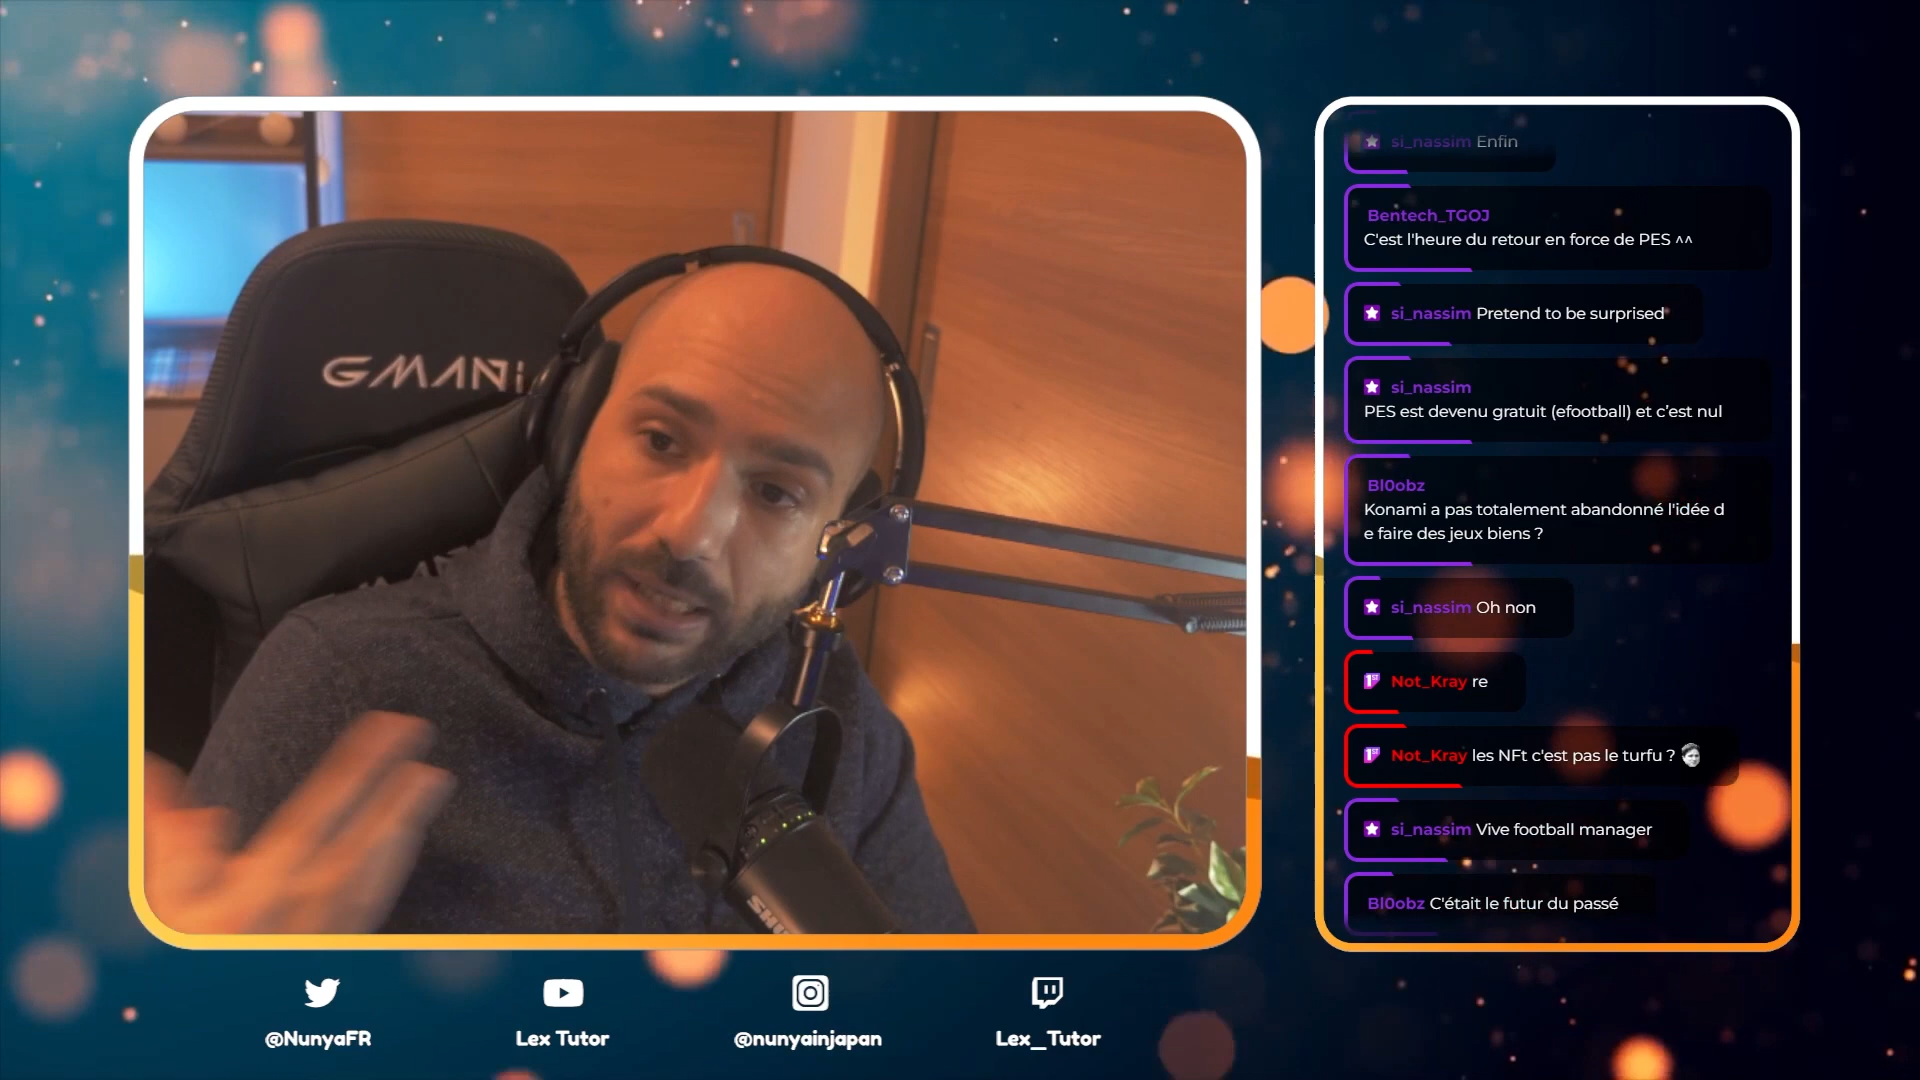 GMANi
SHU
si_nassim Enfin
Bentech_TGOJ
C'est l'heure du retour en force de PES ^^
si_nassim Pretend to be surprised
si_nassim
PES est devenu gratuit (efootball) et c’est nul
Bl0obz
Konami a pas totalement abandonné l'idée d
e faire des jeux biens ?
si_nassim Oh non
1ST Not_Kray re
1ST Not_Kray les NFt c'est pas le turfu ?
si_nassim Vive football manager
Bl0obz C'était le futur du passé
@NunyaFR
Lex Tutor
@nunyainjapan
Lex_Tutor